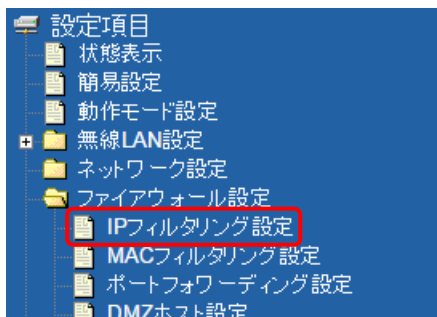 設定項目
状態表示
簡易設定
動作モード設定
無線LAN設定
ネットワーク設定
ファイアウォール設定
IPフィルタリング設定
MACフィルタリング設定
ポートフォワーディング設定
DMZホスト設定